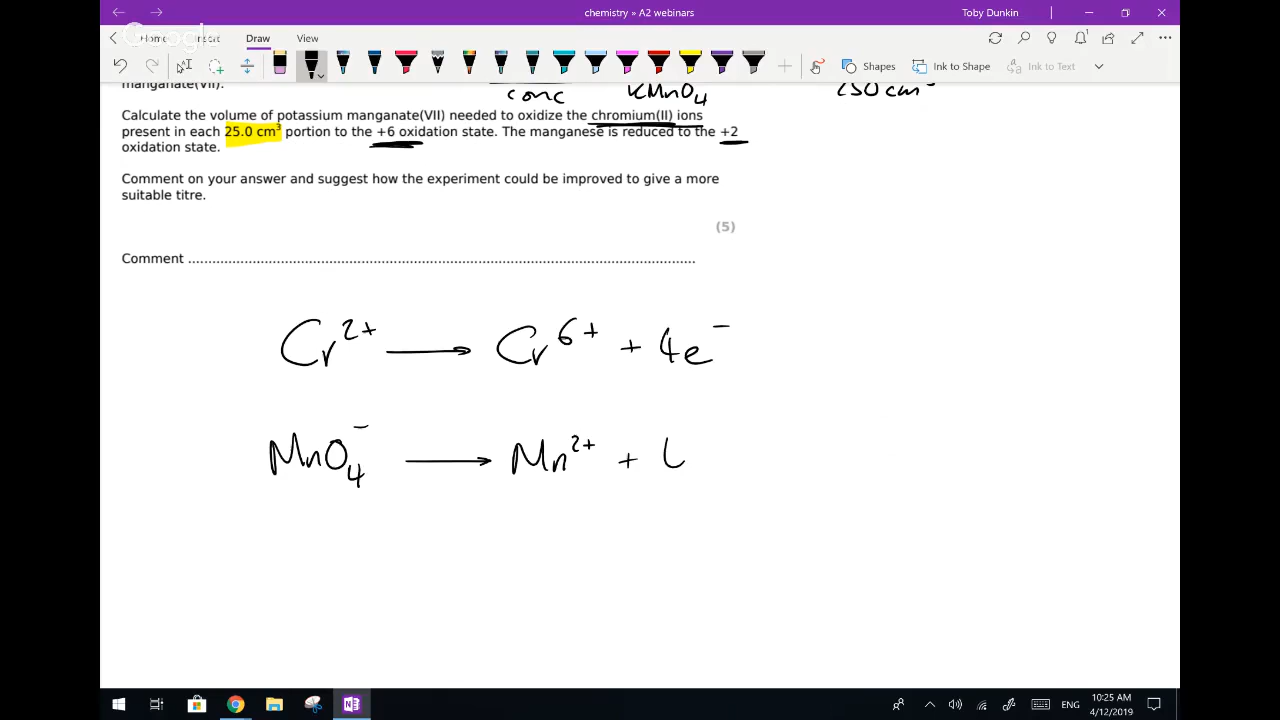 chemistry » A2 webinars
Toby Dunkin
Google
Home Insert Draw View
Shapes
Ink to Shape
Ink to Text
manganate(VII).
conc
KMnO4
250 cm3
Calculate the volume of potassium manganate(VII) needed to oxidize the chromium(II) ions
present in each 25.0 cm3 portion to the +6 oxidation state. The manganese is reduced to the +2
oxidation state.
Comment on your answer and suggest how the experiment could be improved to give a more
suitable titre.
(5)
Comment ................................................................................................
Cr2+ → Cr6+ + 4e−
MnO4− → Mn2+ +
10:25 AM
ENG
4/12/2019